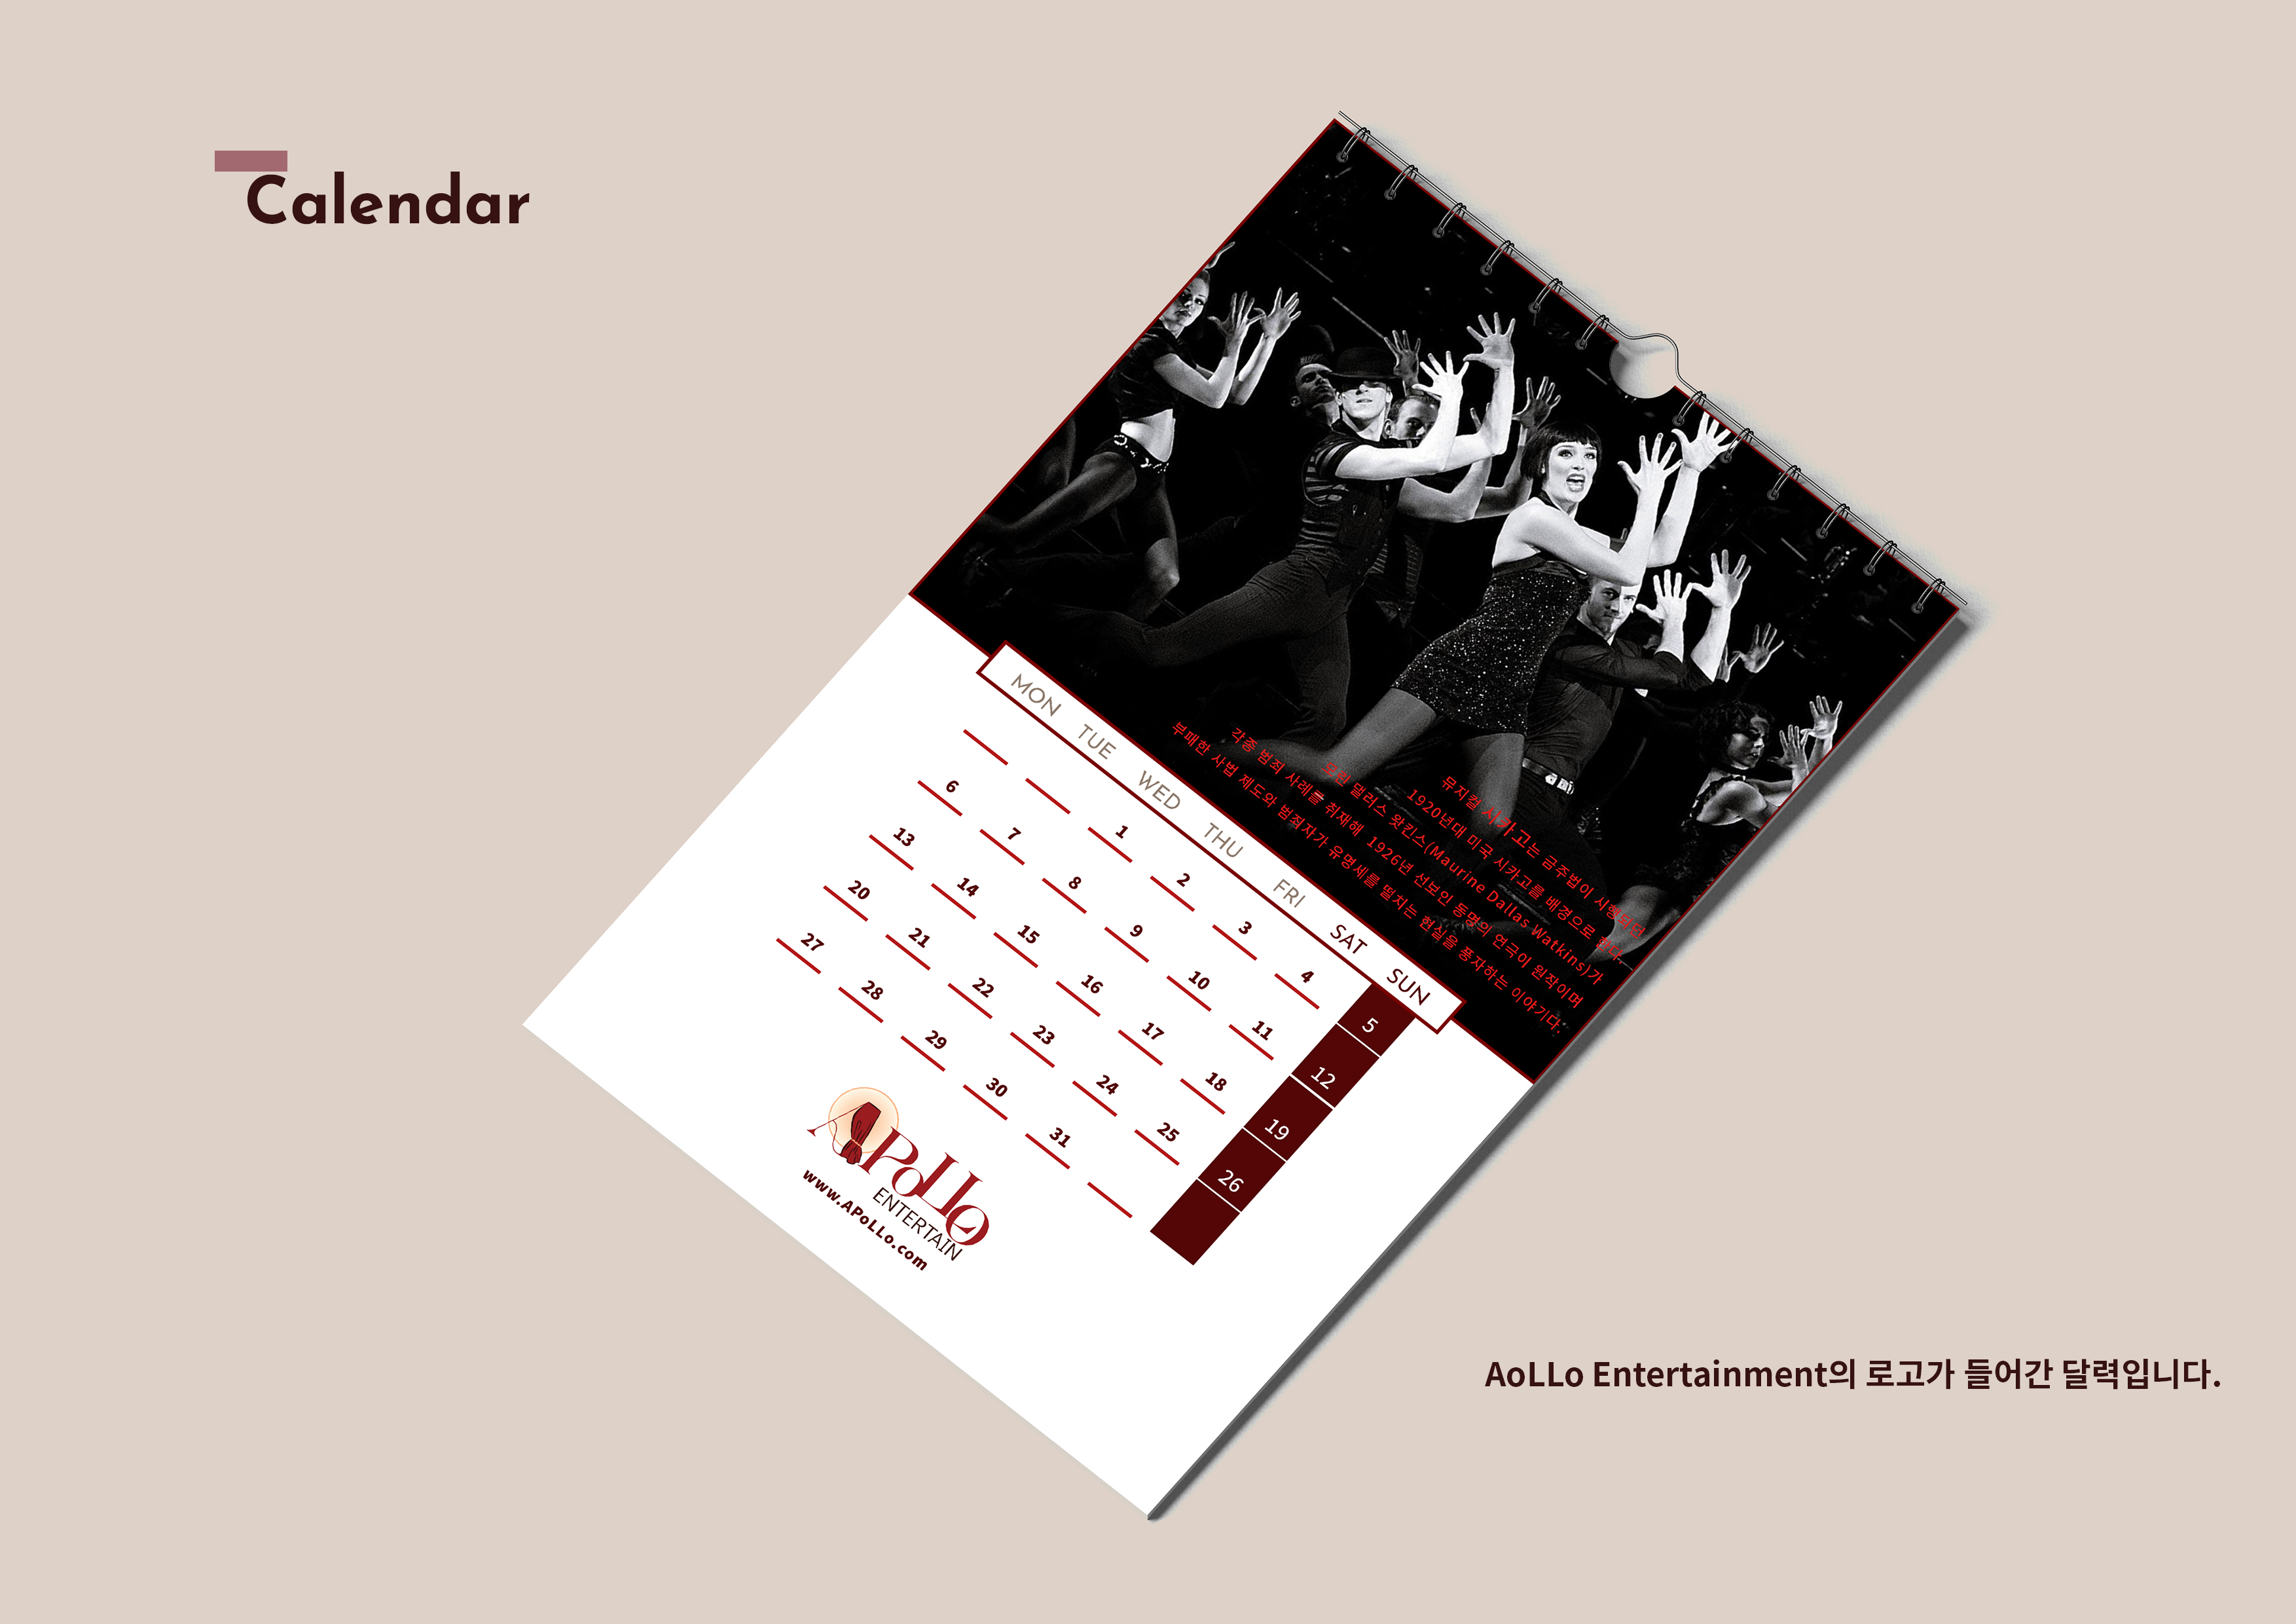 Calendar
뮤지컬 시카고는 금주법이 시행되던
1920년대 미국 시카고를 배경으로 한다.
모린 댈러스 왓킨스(Maurine Dallas Watkins)가
각종 범죄 사례를 취재해 1926년 선보인 동명의 연극이 원작이며
부패한 사법 제도와 범죄자가 유명세를 떨치는 현실을 풍자하는 이야기다.
MON TUE WED THU FRI SAT SUN
1 2 3 4 5
6 7 8 9 10 11 12
13 14 15 16 17 18 19
20 21 22 23 24 25 26
27 28 29 30 31
APoLLo
ENTERTAIN
www.APoLLo.com
AoLLo Entertainment의 로고가 들어간 달력입니다.